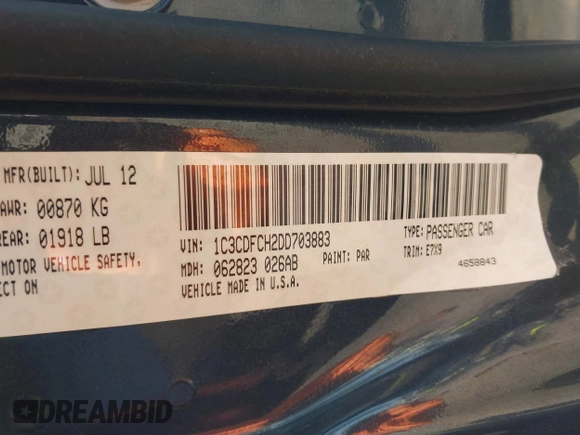 MFR(BUILT): JUL 12
AWR: 00870 KG
REAR: 01918 LB
MOTOR VEHICLE SAFETY,
ECT ON
VIN: 1C3CDFCH2DD703883
TYPE: PASSENGER CAR
MDH: 062823 026AB
PAINT: PAR
TRIM: E7X9
VEHICLE MADE IN U.S.A.
4658843
DREAMBID